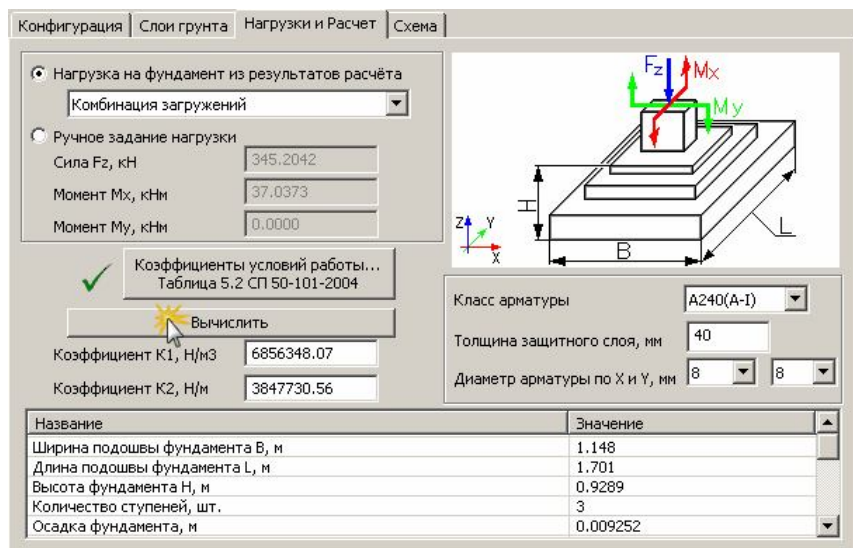 Конфигурация Слои грунта Нагрузки и Расчет Схема
Нагрузка на фундамент из результатов расчёта
Комбинация загружений
Ручное задание нагрузки
Сила Fz, кН 345.2042
Момент Mx, кНм 37.0373
Момент My, кНм 0.0000
Fz Mx
My
H
Z Y
X
B
L
Коэффициенты условий работы...
Таблица 5.2 СП 50-101-2004
Вычислить
Коэффициент К1, Н/м3 6856348.07
Коэффициент К2, Н/м 3847730.56
Класс арматуры A240(A-I)
Толщина защитного слоя, мм 40
Диаметр арматуры по X и Y, мм 8 8
Название Значение
Ширина подошвы фундамента B, м 1.148
Длина подошвы фундамента L, м 1.701
Высота фундамента H, м 0.9289
Количество ступеней, шт. 3
Осадка фундамента, м 0.009252